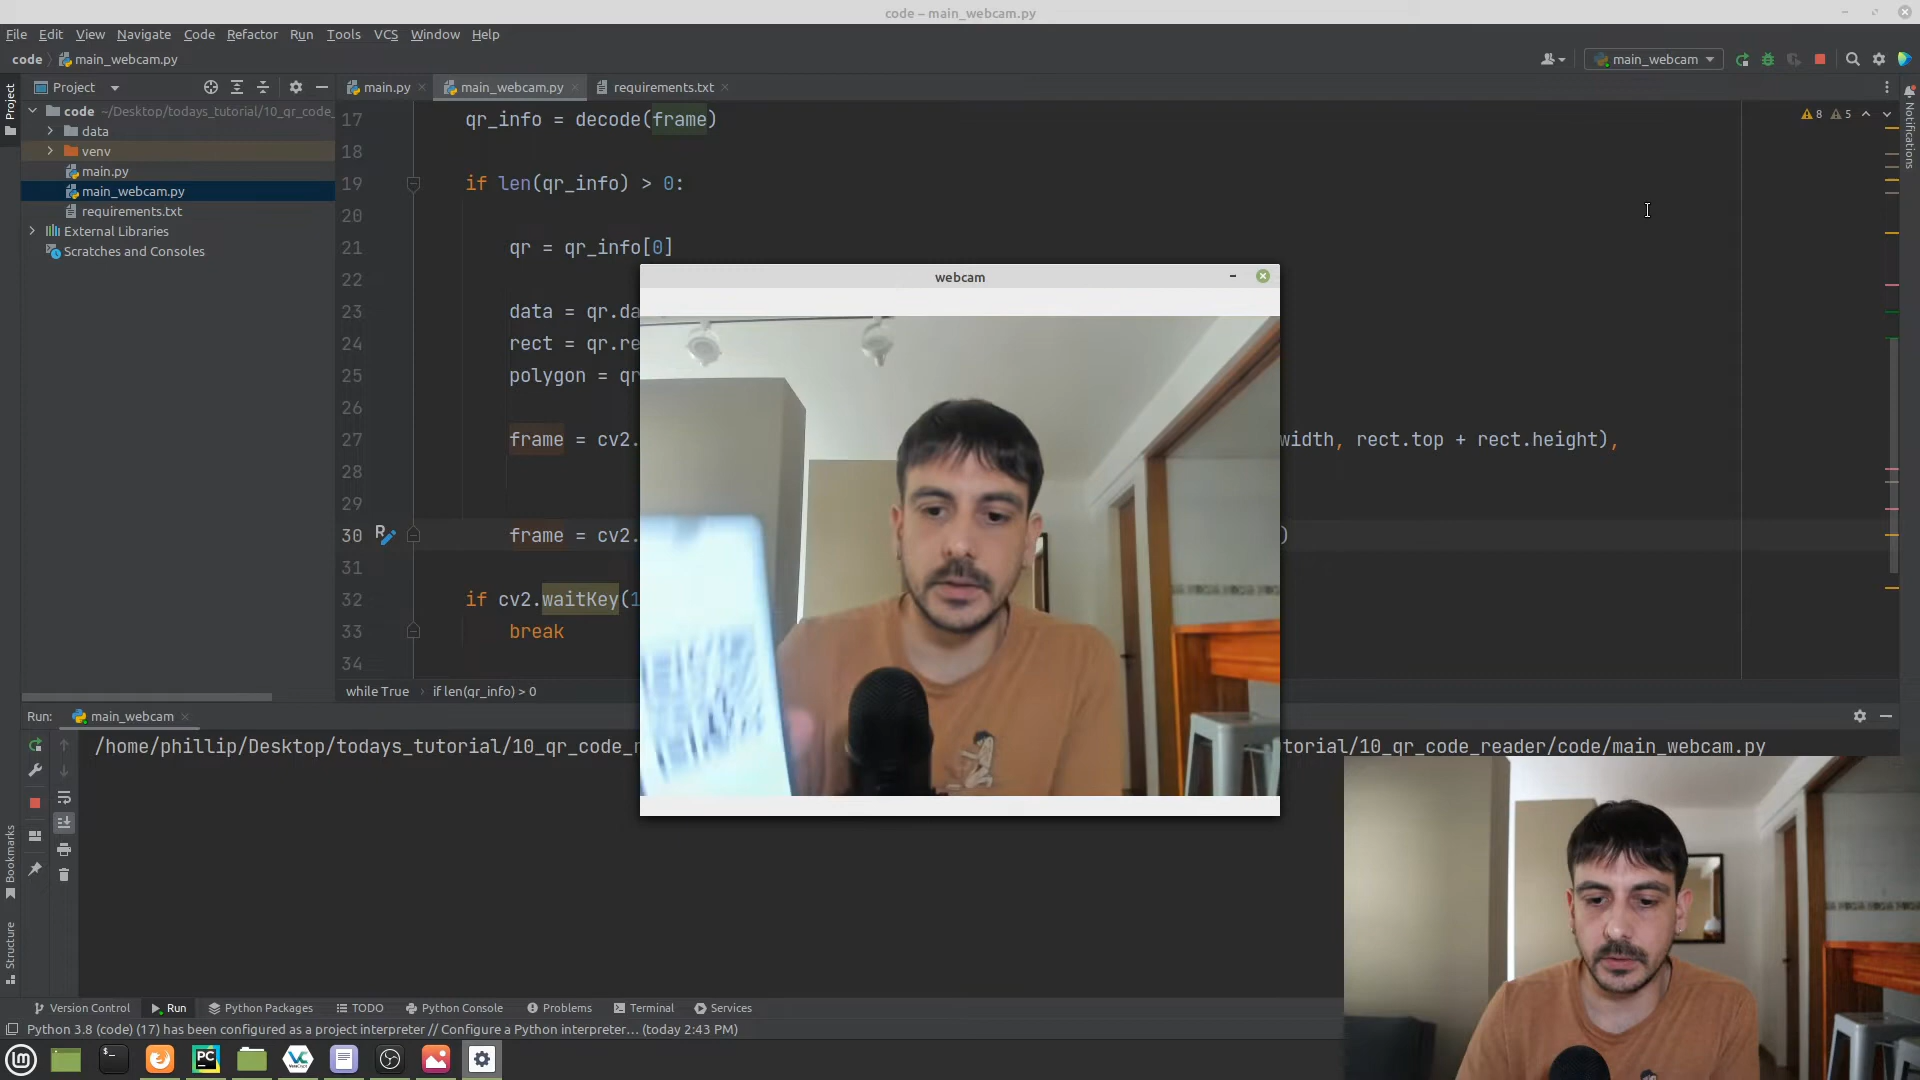 code – main_webcam.py
File Edit View Navigate Code Refactor Run Tools VCS Window Help
code main_webcam.py
main_webcam
Project
main.py
main_webcam.py
requirements.txt
Project
code ~/Desktop/todays_tutorial/10_qr_code_
data
venv
main.py
main_webcam.py
requirements.txt
External Libraries
Scratches and Consoles
Notifications
8 5
17 qr_info = decode(frame)
18
19 if len(qr_info) > 0:
20
21 qr = qr_info[0]
22
23 data = qr.da
24 rect = qr.re
25 polygon = qr
26
27 frame = cv2. width, rect.top + rect.height),
28
29
30 frame = cv2. )
31
32 if cv2.waitKey(1
33 break
34
webcam
while True if len(qr_info) > 0
Run: main_webcam
/home/phillip/Desktop/todays_tutorial/10_qr_code_r torial/10_qr_code_reader/code/main_webcam.py
Bookmarks
Structure
Version Control Run Python Packages TODO Python Console Problems Terminal Services
Python 3.8 (code) (17) has been configured as a project interpreter // Configure a Python interpreter... (today 2:43 PM)